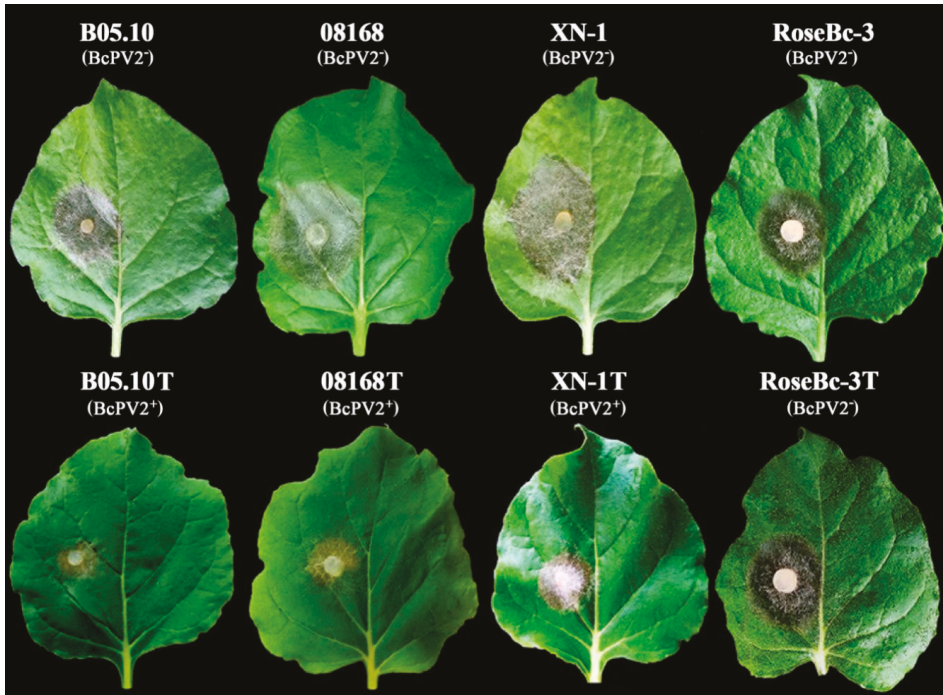 B05.10
(BcPV2⁻)
08168
(BcPV2⁻)
XN-1
(BcPV2⁻)
RoseBc-3
(BcPV2⁻)
B05.10T
(BcPV2⁺)
08168T
(BcPV2⁺)
XN-1T
(BcPV2⁺)
RoseBc-3T
(BcPV2⁻)